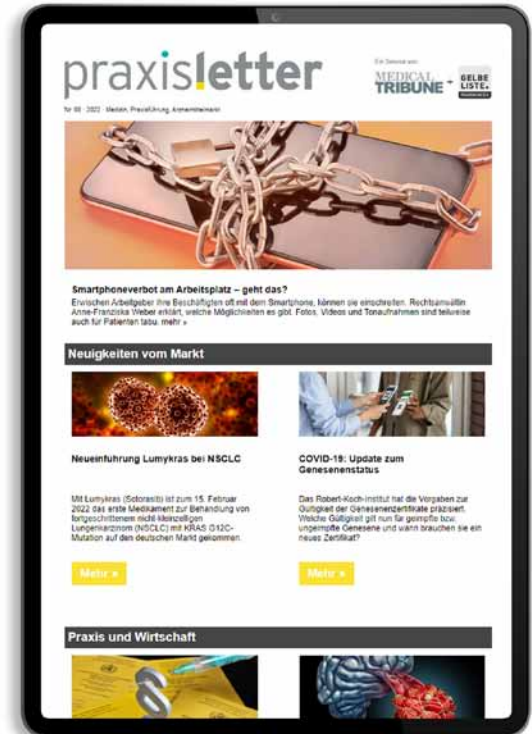 praxisletter
Ein Service von
MEDICAL TRIBUNE + GELBE LISTE
2022 · Medizin, Praxisführung, Arzneimittelmarkt
Smartphoneverbot am Arbeitsplatz – geht das?
Erwischen Arbeitgeber ihre Beschäftigten oft mit dem Smartphone, können sie einschreiten. Rechtsanwältin
Anne-Franziska Weber erklärt, welche Möglichkeiten es gibt. Fotos, Videos und Tonaufnahmen sind teilweise
auch für Patienten tabu. mehr »
Neuigkeiten vom Markt
Neueinführung Lumykras bei NSCLC
Mit Lumykras (Sotorasib) ist zum 15. Februar
2022 das erste Medikament zur Behandlung von
fortgeschrittenem nicht-kleinzelligen
Lungenkarzinom (NSCLC) mit KRAS G12C-
Mutation auf den deutschen Markt gekommen.
Mehr »
COVID-19: Update zum
Genesenenstatus
Das Robert-Koch-Institut hat die Vorgaben zur
Gültigkeit der Genesenenzertifikate präzisiert.
Welche Gültigkeit gilt nun für geimpfte bzw.
ungeimpfte Genesene und wann brauchen sie ein
neues Zertifikat?
Mehr »
Praxis und Wirtschaft